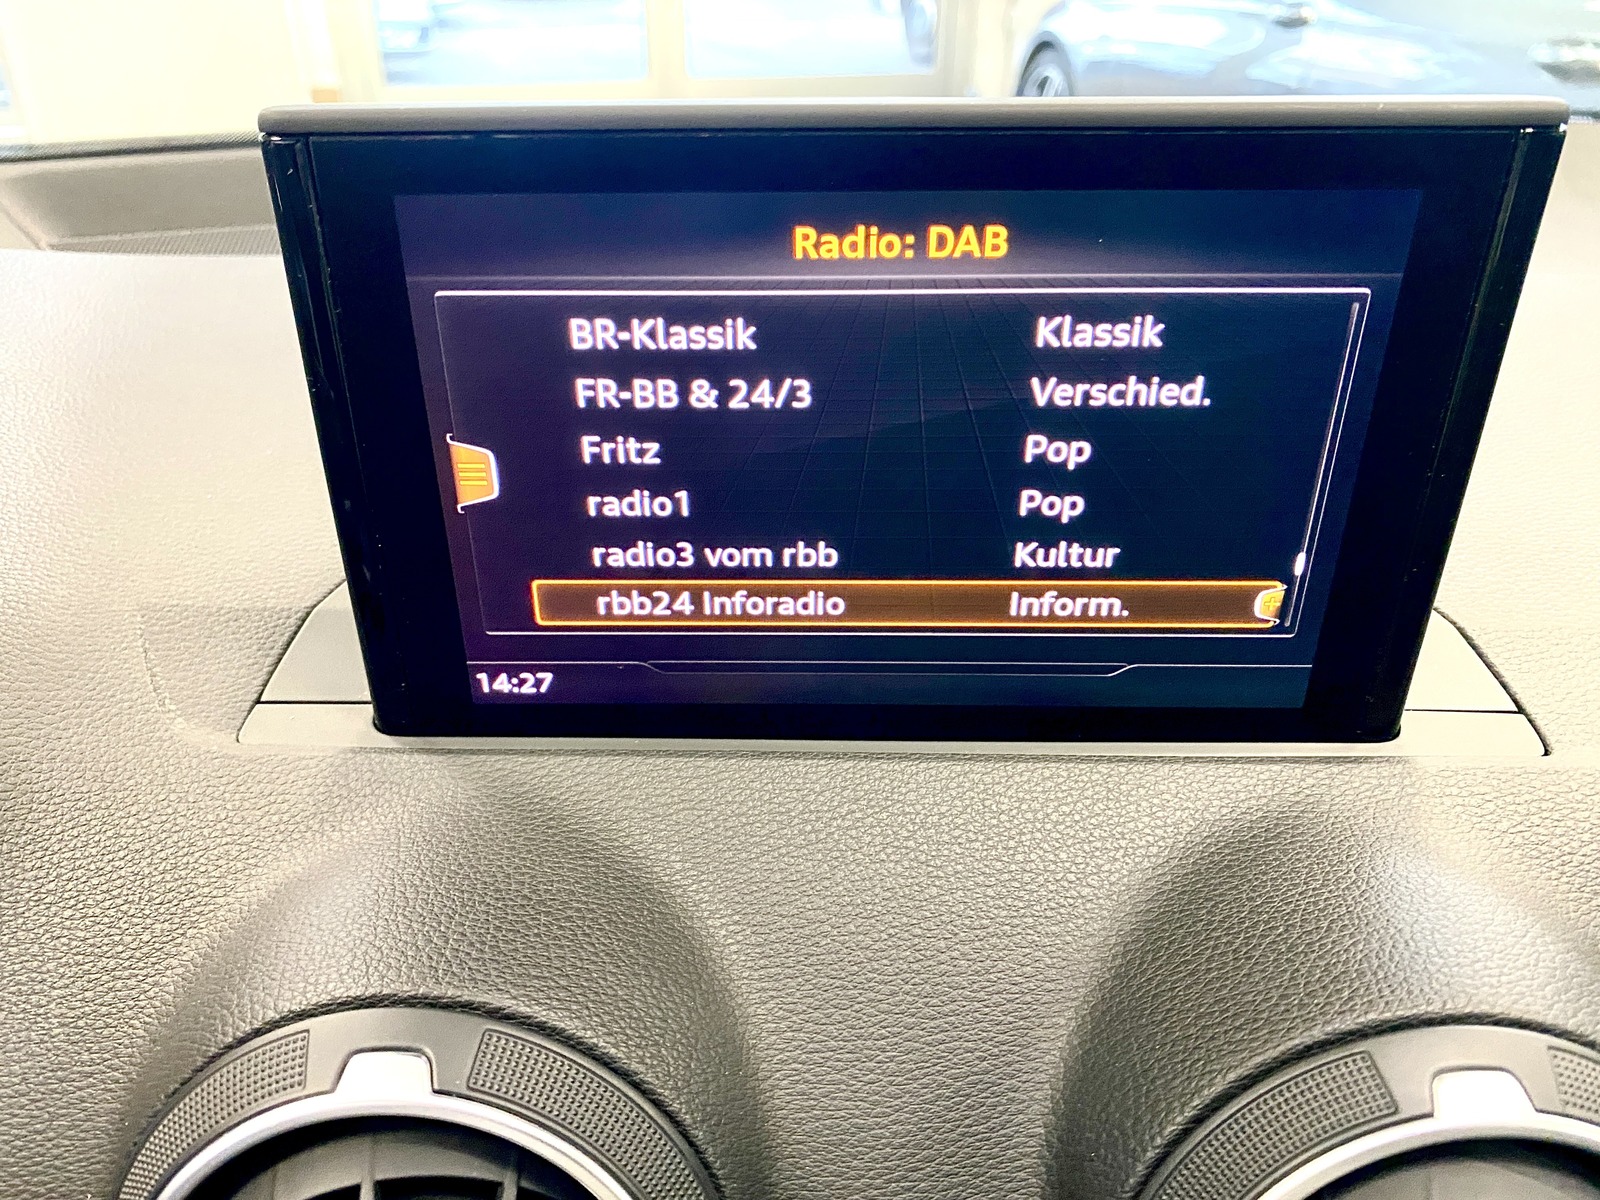 Radio: DAB
BR-Klassik Klassik
FR-BB & 24/3 Verschied.
Fritz Pop
radio1 Pop
radio3 vom rbb Kultur
rbb24 Inforadio Inform.
14:27